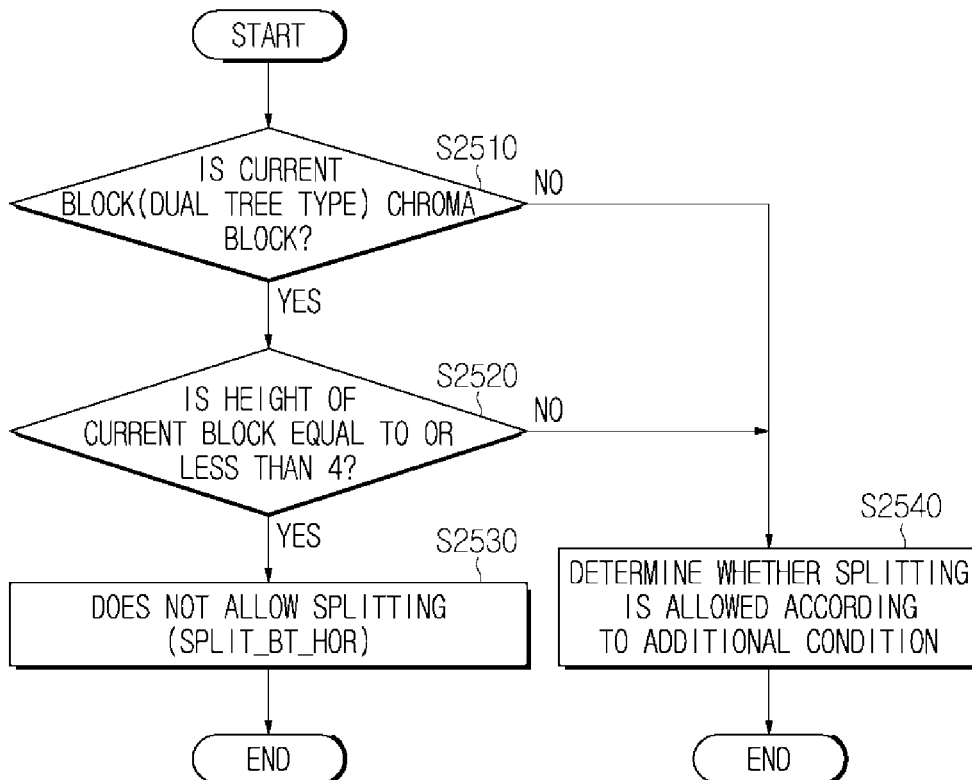 START
S2510
IS CURRENT
BLOCK(DUAL TREE TYPE) CHROMA
BLOCK?
NO
YES
S2520
IS HEIGHT OF
CURRENT BLOCK EQUAL TO OR
LESS THAN 4?
NO
YES
S2530
DOES NOT ALLOW SPLITTING
(SPLIT_BT_HOR)
S2540
DETERMINE WHETHER SPLITTING
IS ALLOWED ACCORDING
TO ADDITIONAL CONDITION
END
END